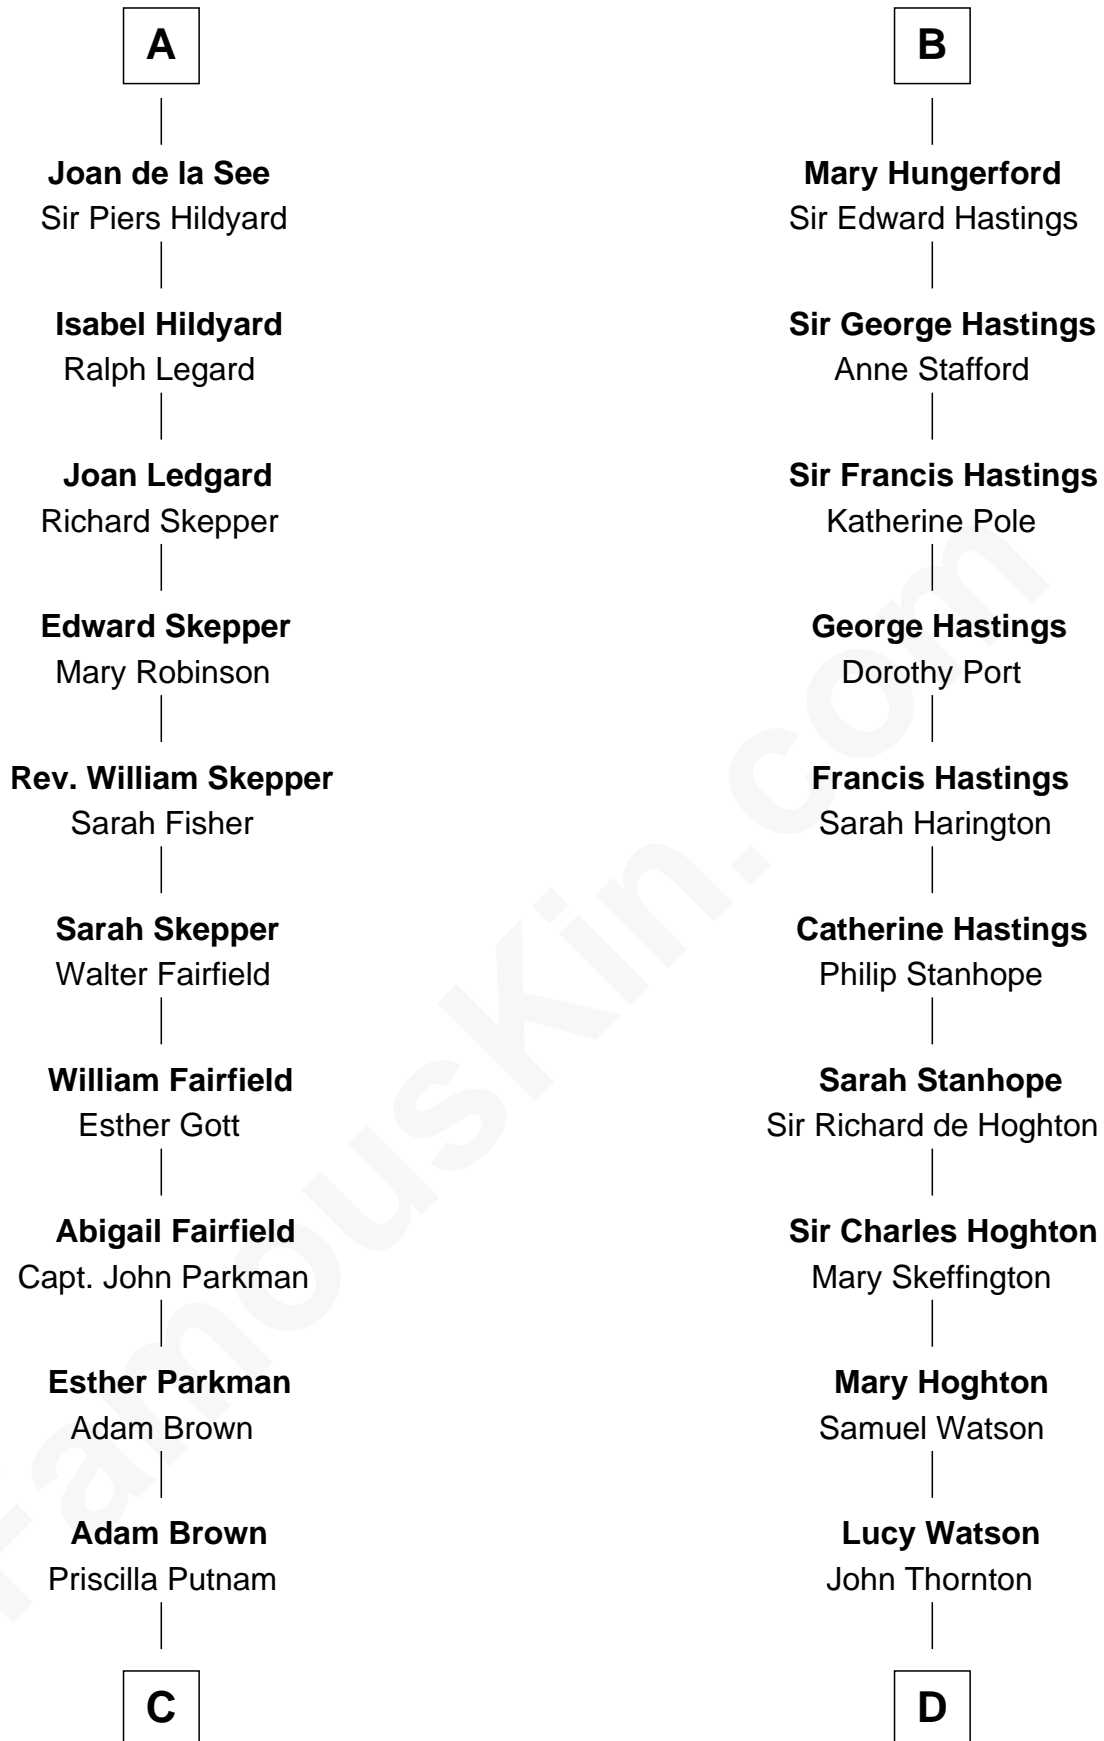 A
Joan de la See
Sir Piers Hildyard
Isabel Hildyard
Ralph Legard
Joan Ledgard
Richard Skepper
Edward Skepper
Mary Robinson
Rev. William Skepper
Sarah Fisher
Sarah Skepper
Walter Fairfield
William Fairfield
Esther Gott
Abigail Fairfield
Capt. John Parkman
Esther Parkman
Adam Brown
Adam Brown
Priscilla Putnam
C
B
Mary Hungerford
Sir Edward Hastings
Sir George Hastings
Anne Stafford
Sir Francis Hastings
Katherine Pole
George Hastings
Dorothy Port
Francis Hastings
Sarah Harington
Catherine Hastings
Philip Stanhope
Sarah Stanhope
Sir Richard de Hoghton
Sir Charles Hoghton
Mary Skeffington
Mary Hoghton
Samuel Watson
Lucy Watson
John Thornton
D
FamousKin.com